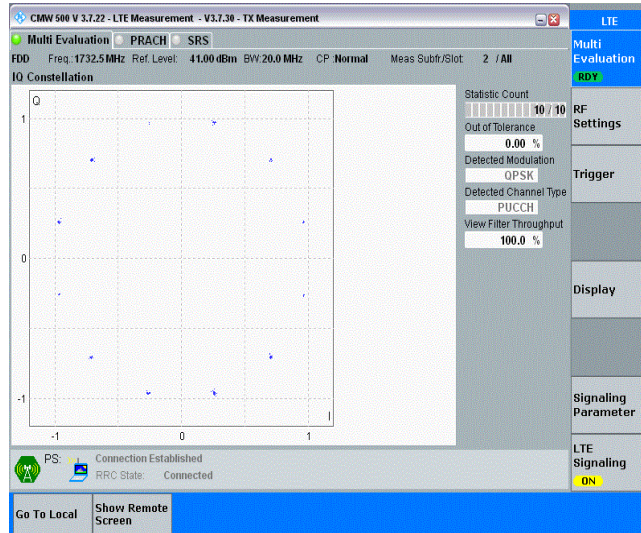 CMW 500 V 3.7.22 - LTE Measurement - V3.7.30 - TX Measurement
LTE
Multi Evaluation PRACH SRS
FDD Freq.: 1732.5 MHz Ref. Level: 41.00 dBm BW: 20.0 MHz CP : Normal Meas Subfr./Slot: 2 / All
IQ Constellation
Q
1
0
-1
-1 0 1
I
Statistic Count
10 / 10
Out of Tolerance
0.00 %
Detected Modulation
QPSK
Detected Channel Type
PUCCH
View Filter Throughput
100.0 %
PS: Connection Established
RRC State: Connected
Multi
Evaluation
RDY
RF
Settings
Trigger
Display
Signaling
Parameter
LTE
Signaling
ON
Go To Local
Show Remote
Screen